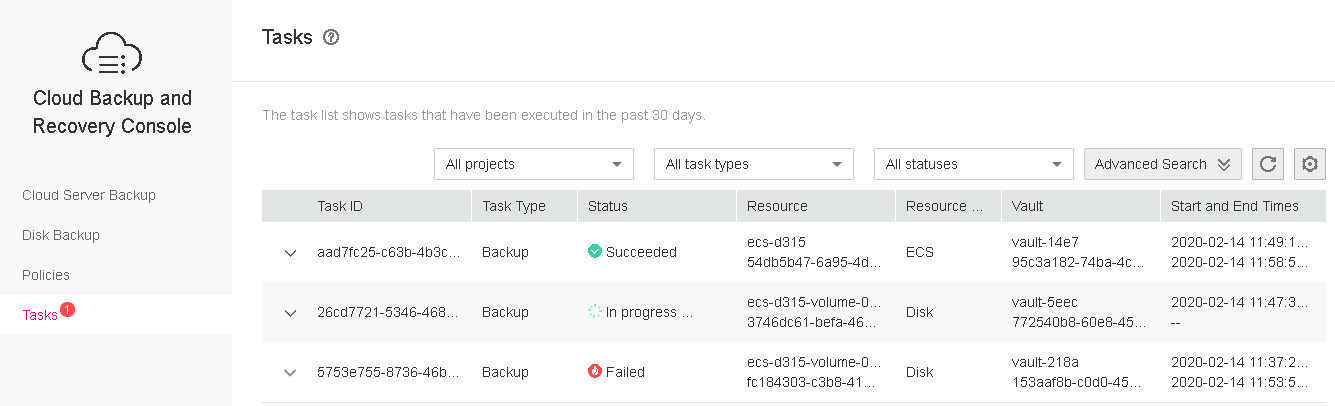 Cloud Backup and
Recovery Console
Cloud Server Backup
Disk Backup
Policies
Tasks 1
Tasks ?
The task list shows tasks that have been executed in the past 30 days.
All projects All task types All statuses Advanced Search
Task ID Task Type Status Resource Resource ... Vault Start and End Times
aad7fc25-c63b-4b3c... Backup Succeeded ecs-d315 ECS vault-14e7 2020-02-14 11:49:1...
54db5b47-6a95-4d... 95c3a182-74ba-4c... 2020-02-14 11:58:5...
26cd7721-5346-468... Backup In progress ... ecs-d315-volume-0... Disk vault-5eec 2020-02-14 11:47:3...
3746dc61-befa-46... 772540b8-60e8-45... --
5753e755-8736-46b... Backup Failed ecs-d315-volume-0... Disk vault-218a 2020-02-14 11:37:2...
fc184303-c3b8-41... 153aaf8b-c0d0-45... 2020-02-14 11:53:5...